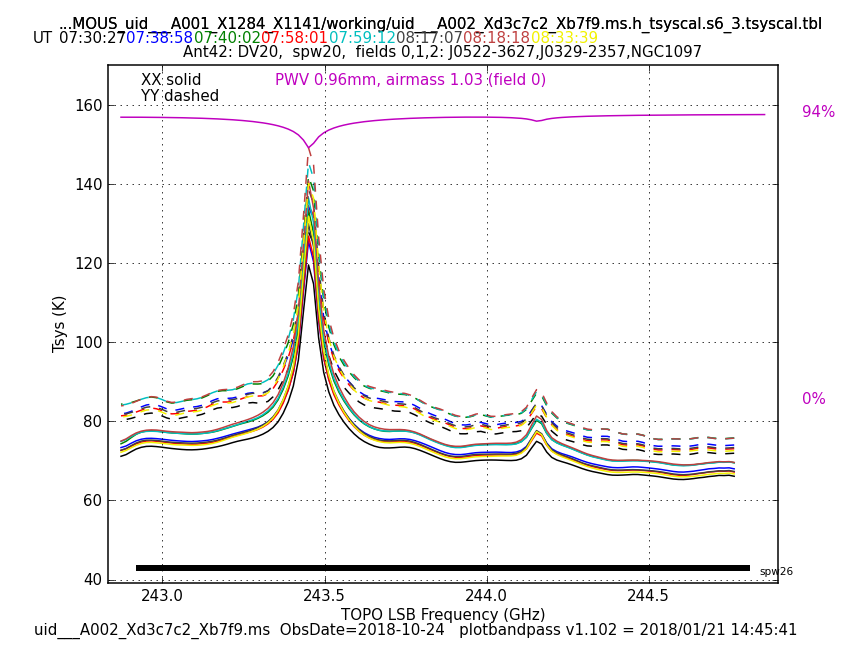 ...MOUS_uid___A001_X1284_X1141/working/uid___A002_Xd3c7c2_Xb7f9.ms.h_tsyscal.s6_3.tsyscal.tbl
UT 07:30:27 07:38:58 07:40:02 07:58:01 07:59:12 08:17:07 08:18:18 08:33:39
Ant42: DV20, spw20, fields 0,1,2: J0522-3627,J0329-2357,NGC1097
XX solid
PWV 0.96mm, airmass 1.03 (field 0)
YY dashed
94%
0%
160
140
120
100
80
60
40
Tsys (K)
spw26
243.0 243.5 244.0 244.5
TOPO LSB Frequency (GHz)
uid___A002_Xd3c7c2_Xb7f9.ms ObsDate=2018-10-24 plotbandpass v1.102 = 2018/01/21 14:45:41